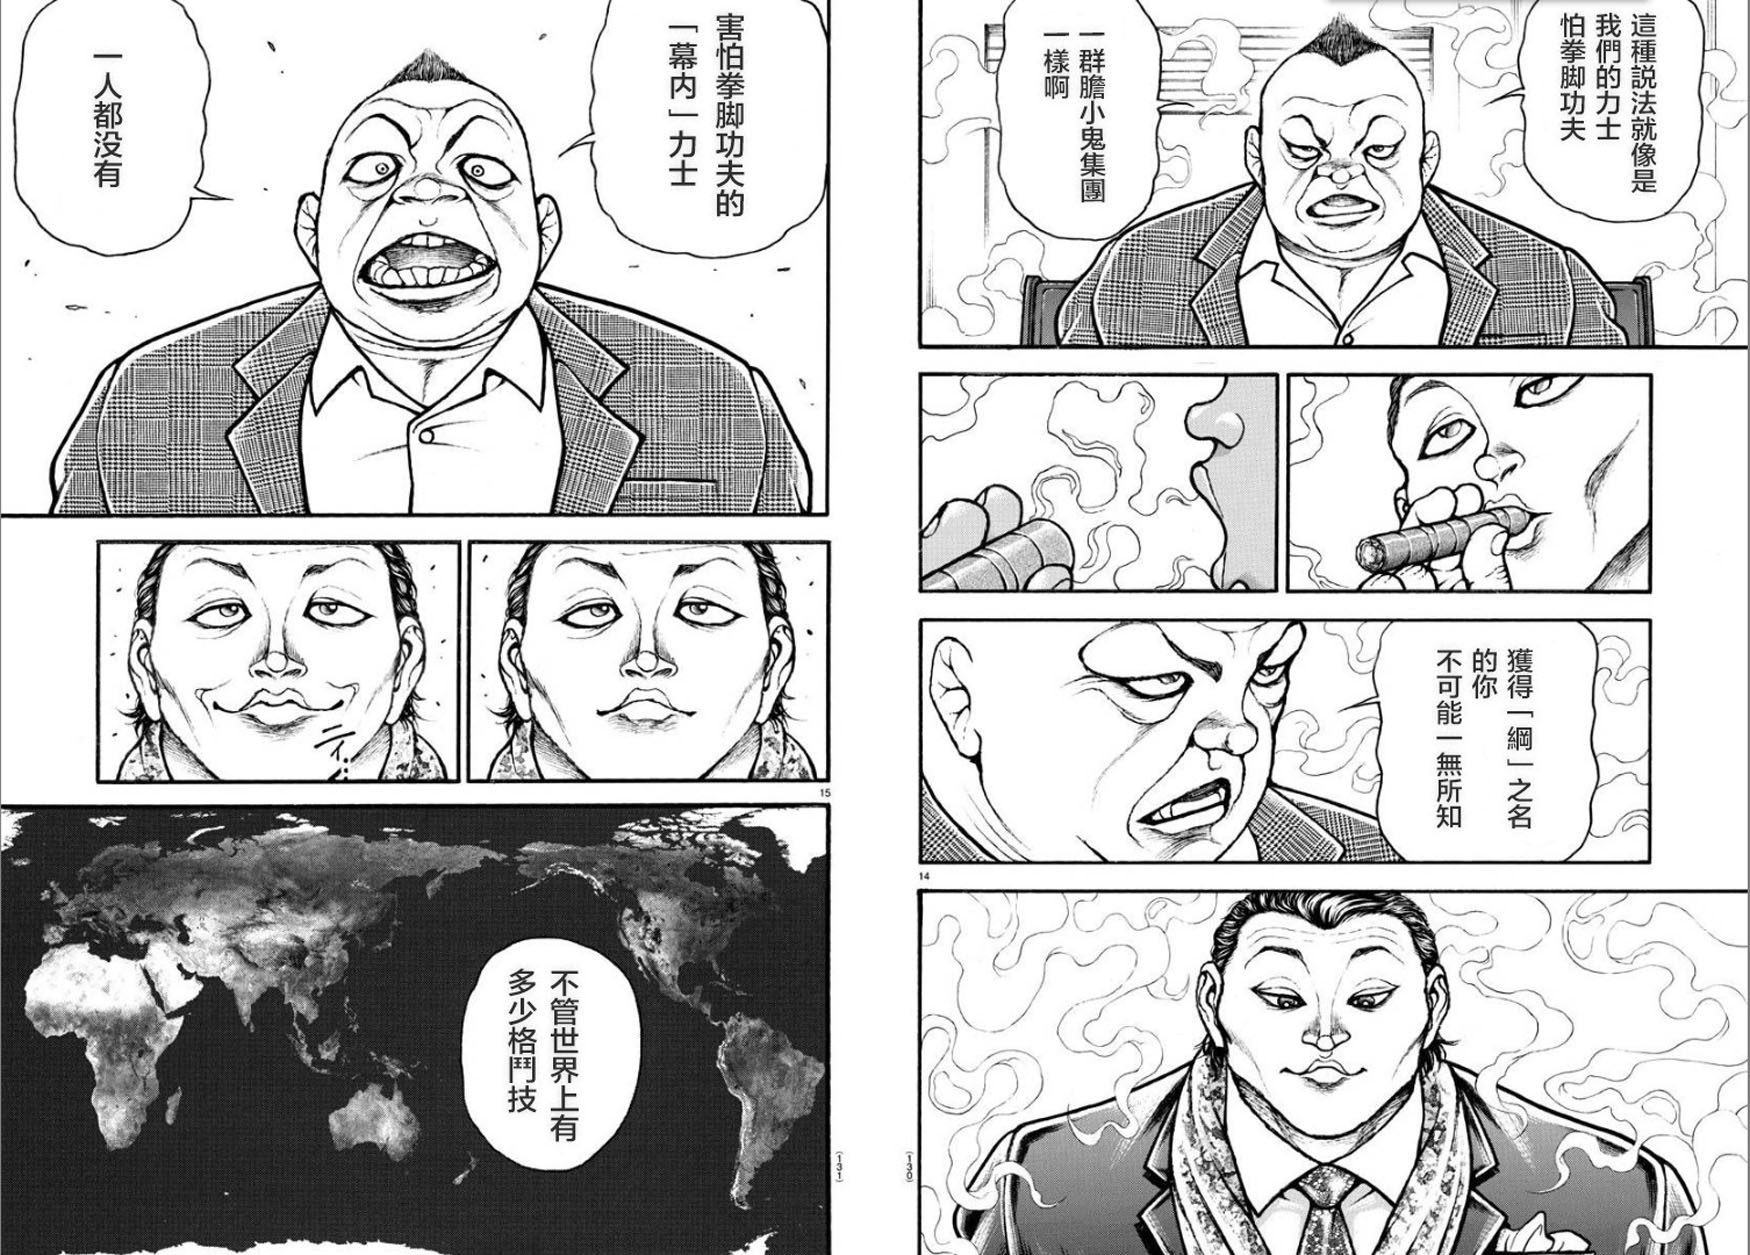 這種説法就像是
我們的力士
怕拳脚功夫
一群膽小鬼集團
一樣啊
獲得「綱」之名
的你
不可能一無所知
14
(130)
害怕拳脚功夫的
「幕内」力士
一人都没有
ニィ…
15
不管世界上有
多少格鬥技
(131)